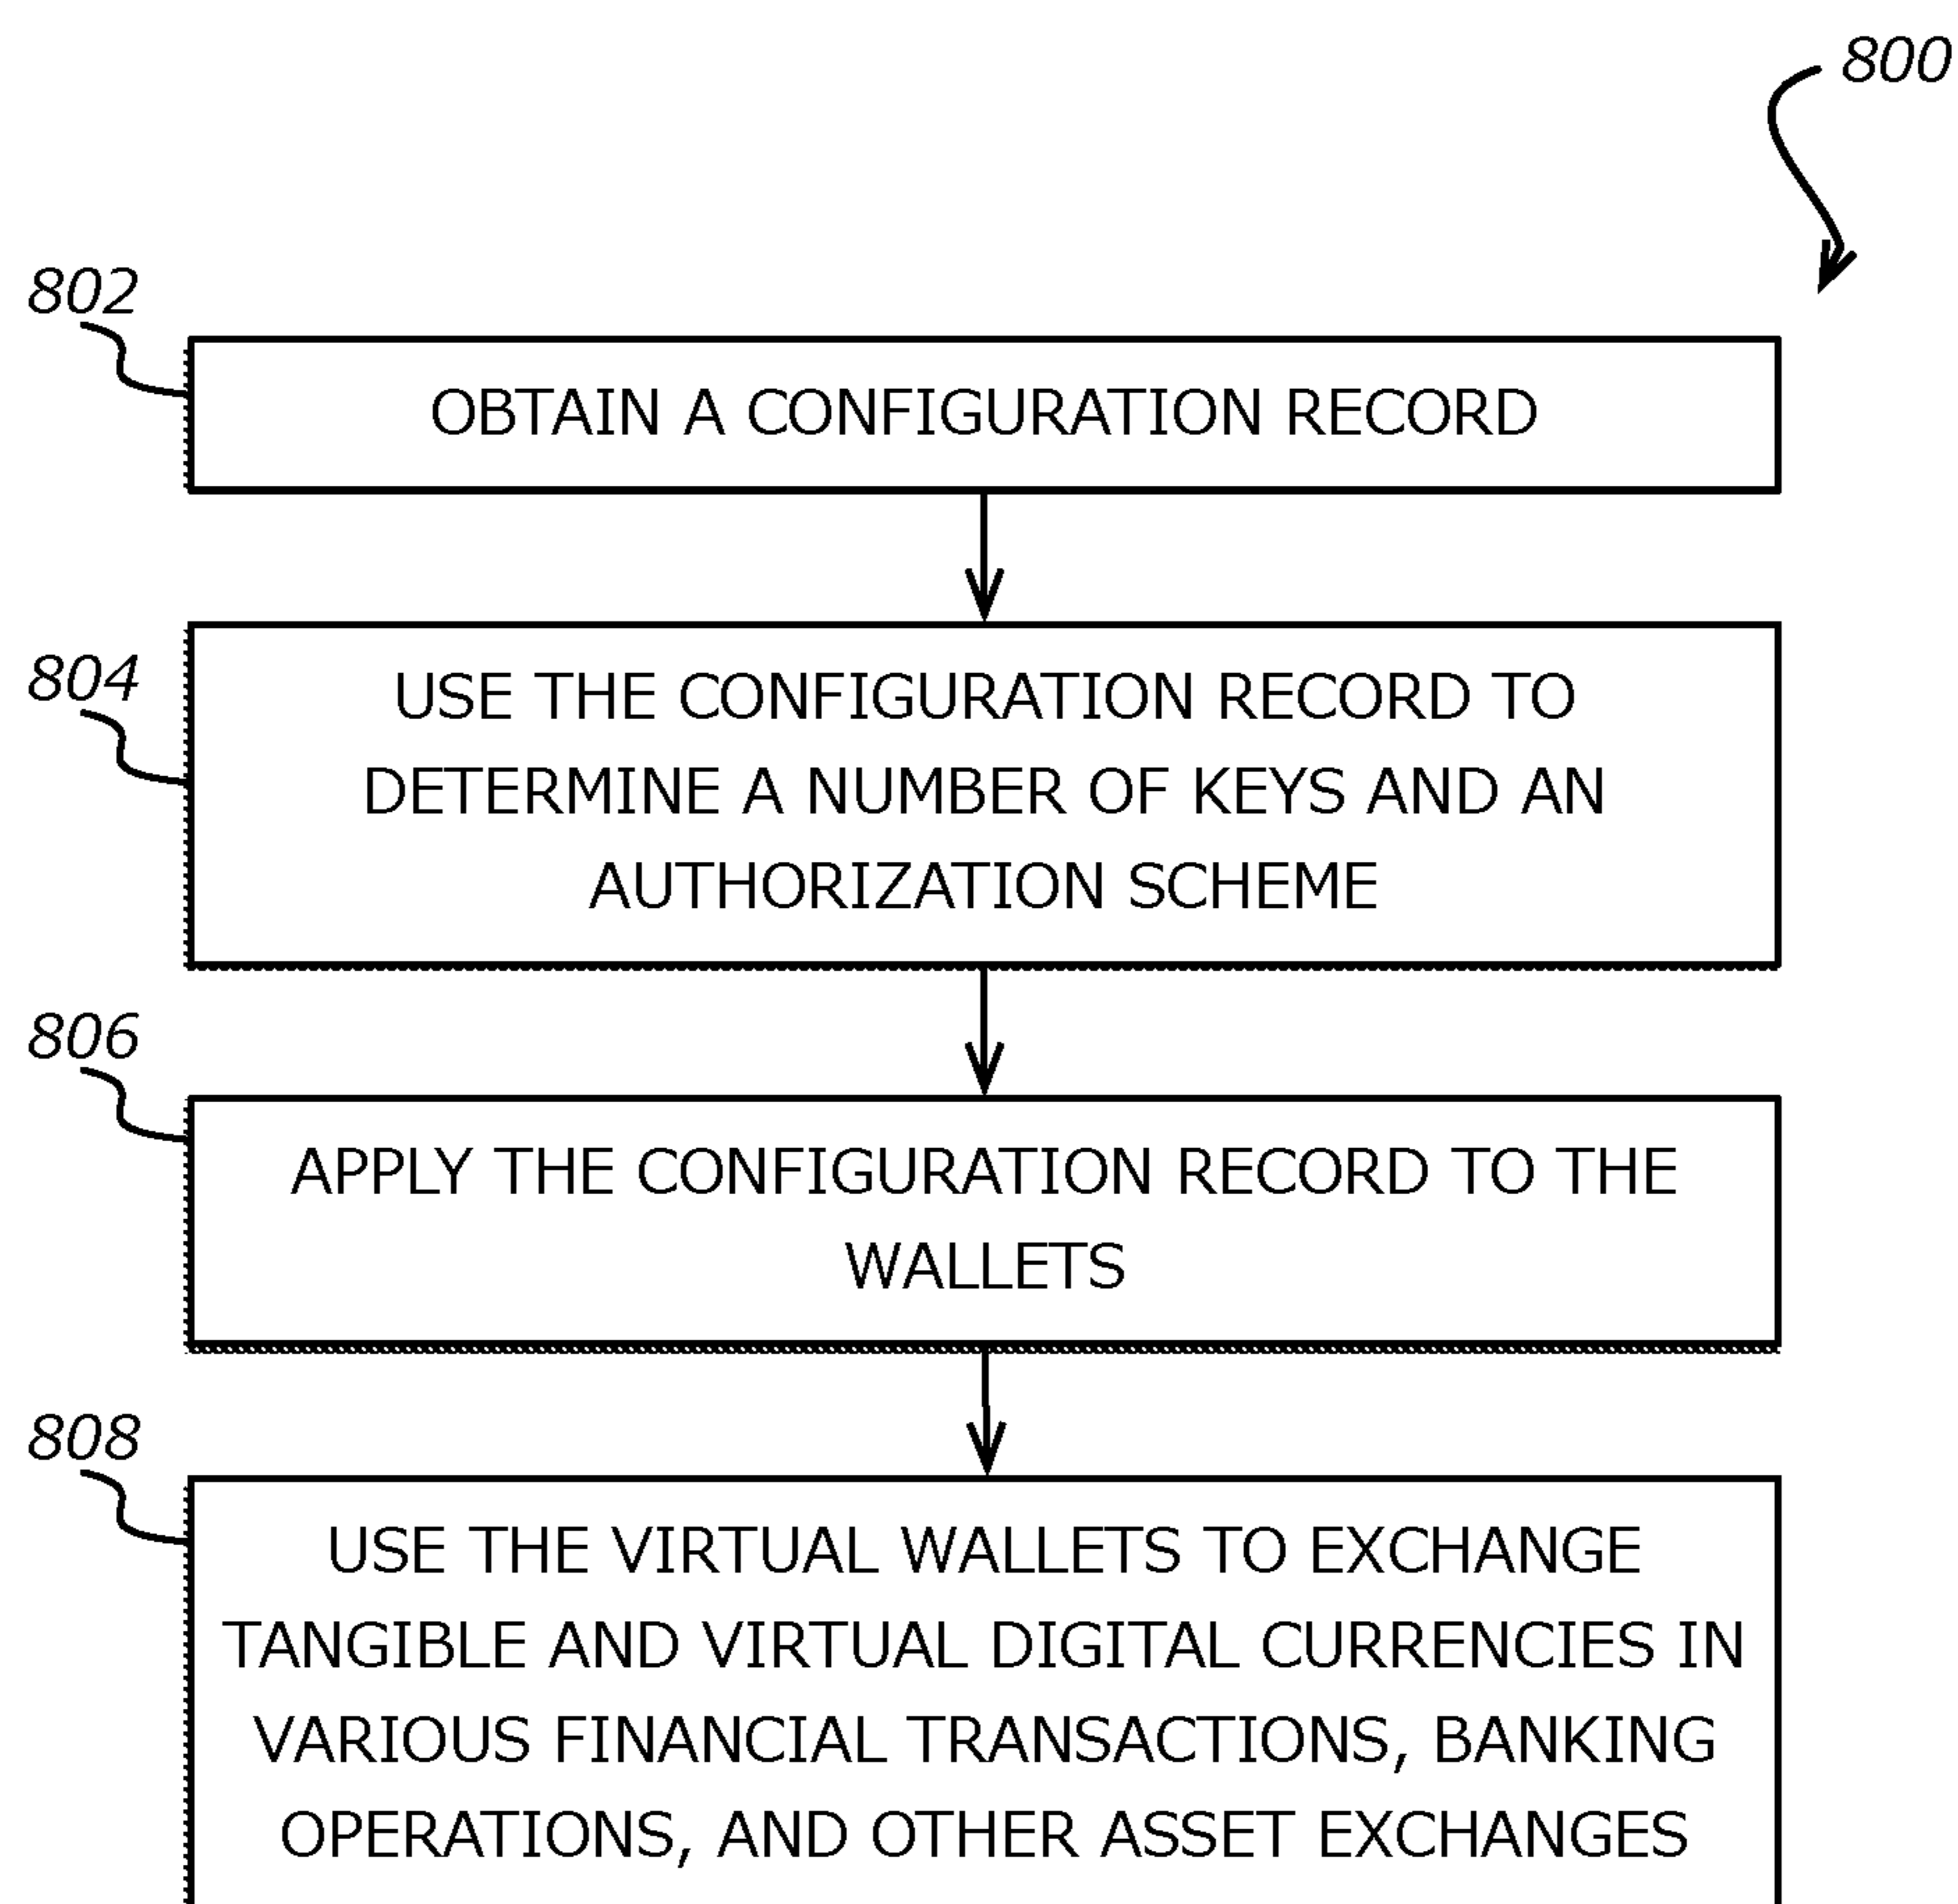 800
802
OBTAIN A CONFIGURATION RECORD
804
USE THE CONFIGURATION RECORD TO
DETERMINE A NUMBER OF KEYS AND AN
AUTHORIZATION SCHEME
806
APPLY THE CONFIGURATION RECORD TO THE
WALLETS
808
USE THE VIRTUAL WALLETS TO EXCHANGE
TANGIBLE AND VIRTUAL DIGITAL CURRENCIES IN
VARIOUS FINANCIAL TRANSACTIONS, BANKING
OPERATIONS, AND OTHER ASSET EXCHANGES